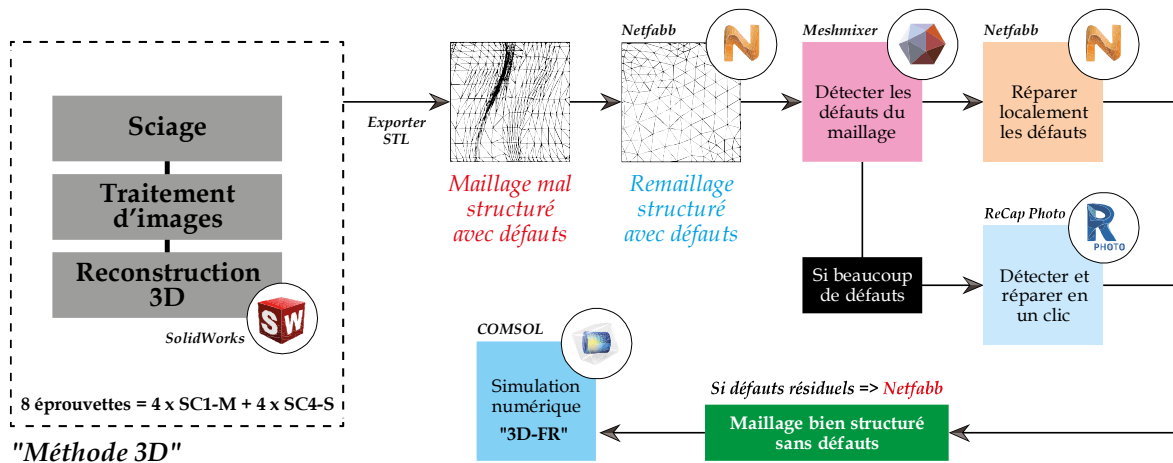 Sciage
Traitement
d'images
Reconstruction
3D
SW
SolidWorks
8 éprouvettes = 4 x SC1-M + 4 x SC4-S
"Méthode 3D"
Exporter
STL
Maillage mal
structuré
avec défauts
Netfabb
N
Remaillage
structuré
avec défauts
Meshmixer
Détecter les
défauts du
maillage
Netfabb
N
Réparer
localement
les défauts
Si beaucoup
de défauts
ReCap Photo
R
PHOTO
Détecter et
réparer en
un clic
Si défauts résiduels => Netfabb
Maillage bien structuré
sans défauts
COMSOL
Simulation
numérique
"3D-FR"